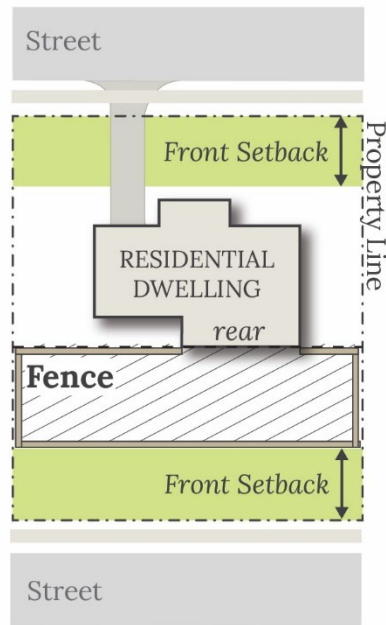 Street
Front Setback
Property Line
RESIDENTIAL
DWELLING
rear
Fence
Front Setback
Street